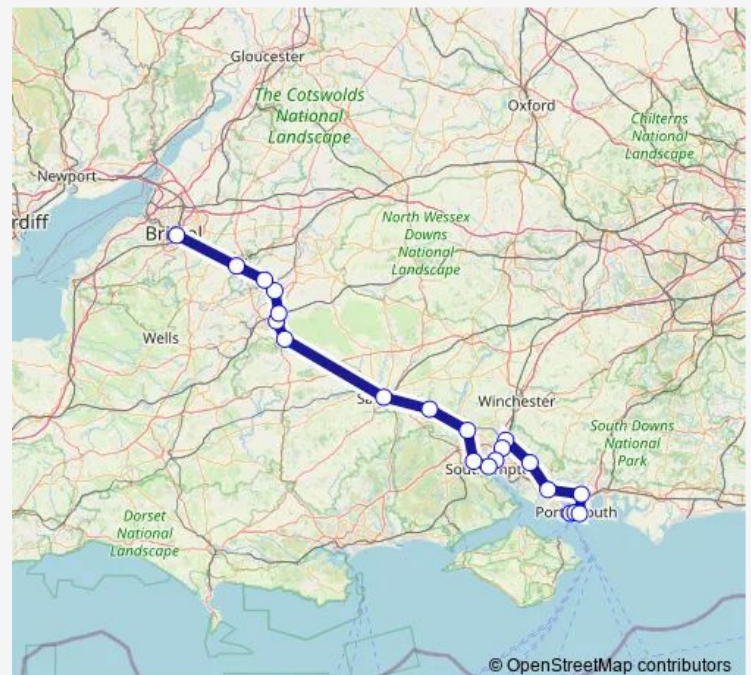 Gloucester
The Cotswolds
National
Landscape
Oxford
Chilterns
National
Landscape
Newport
rdiff
North Wessex
Downs
National
Landscape
Wells
Winchester
South Downs
National
Park
Dorset
National
Landscape
© OpenStreetMap contributors